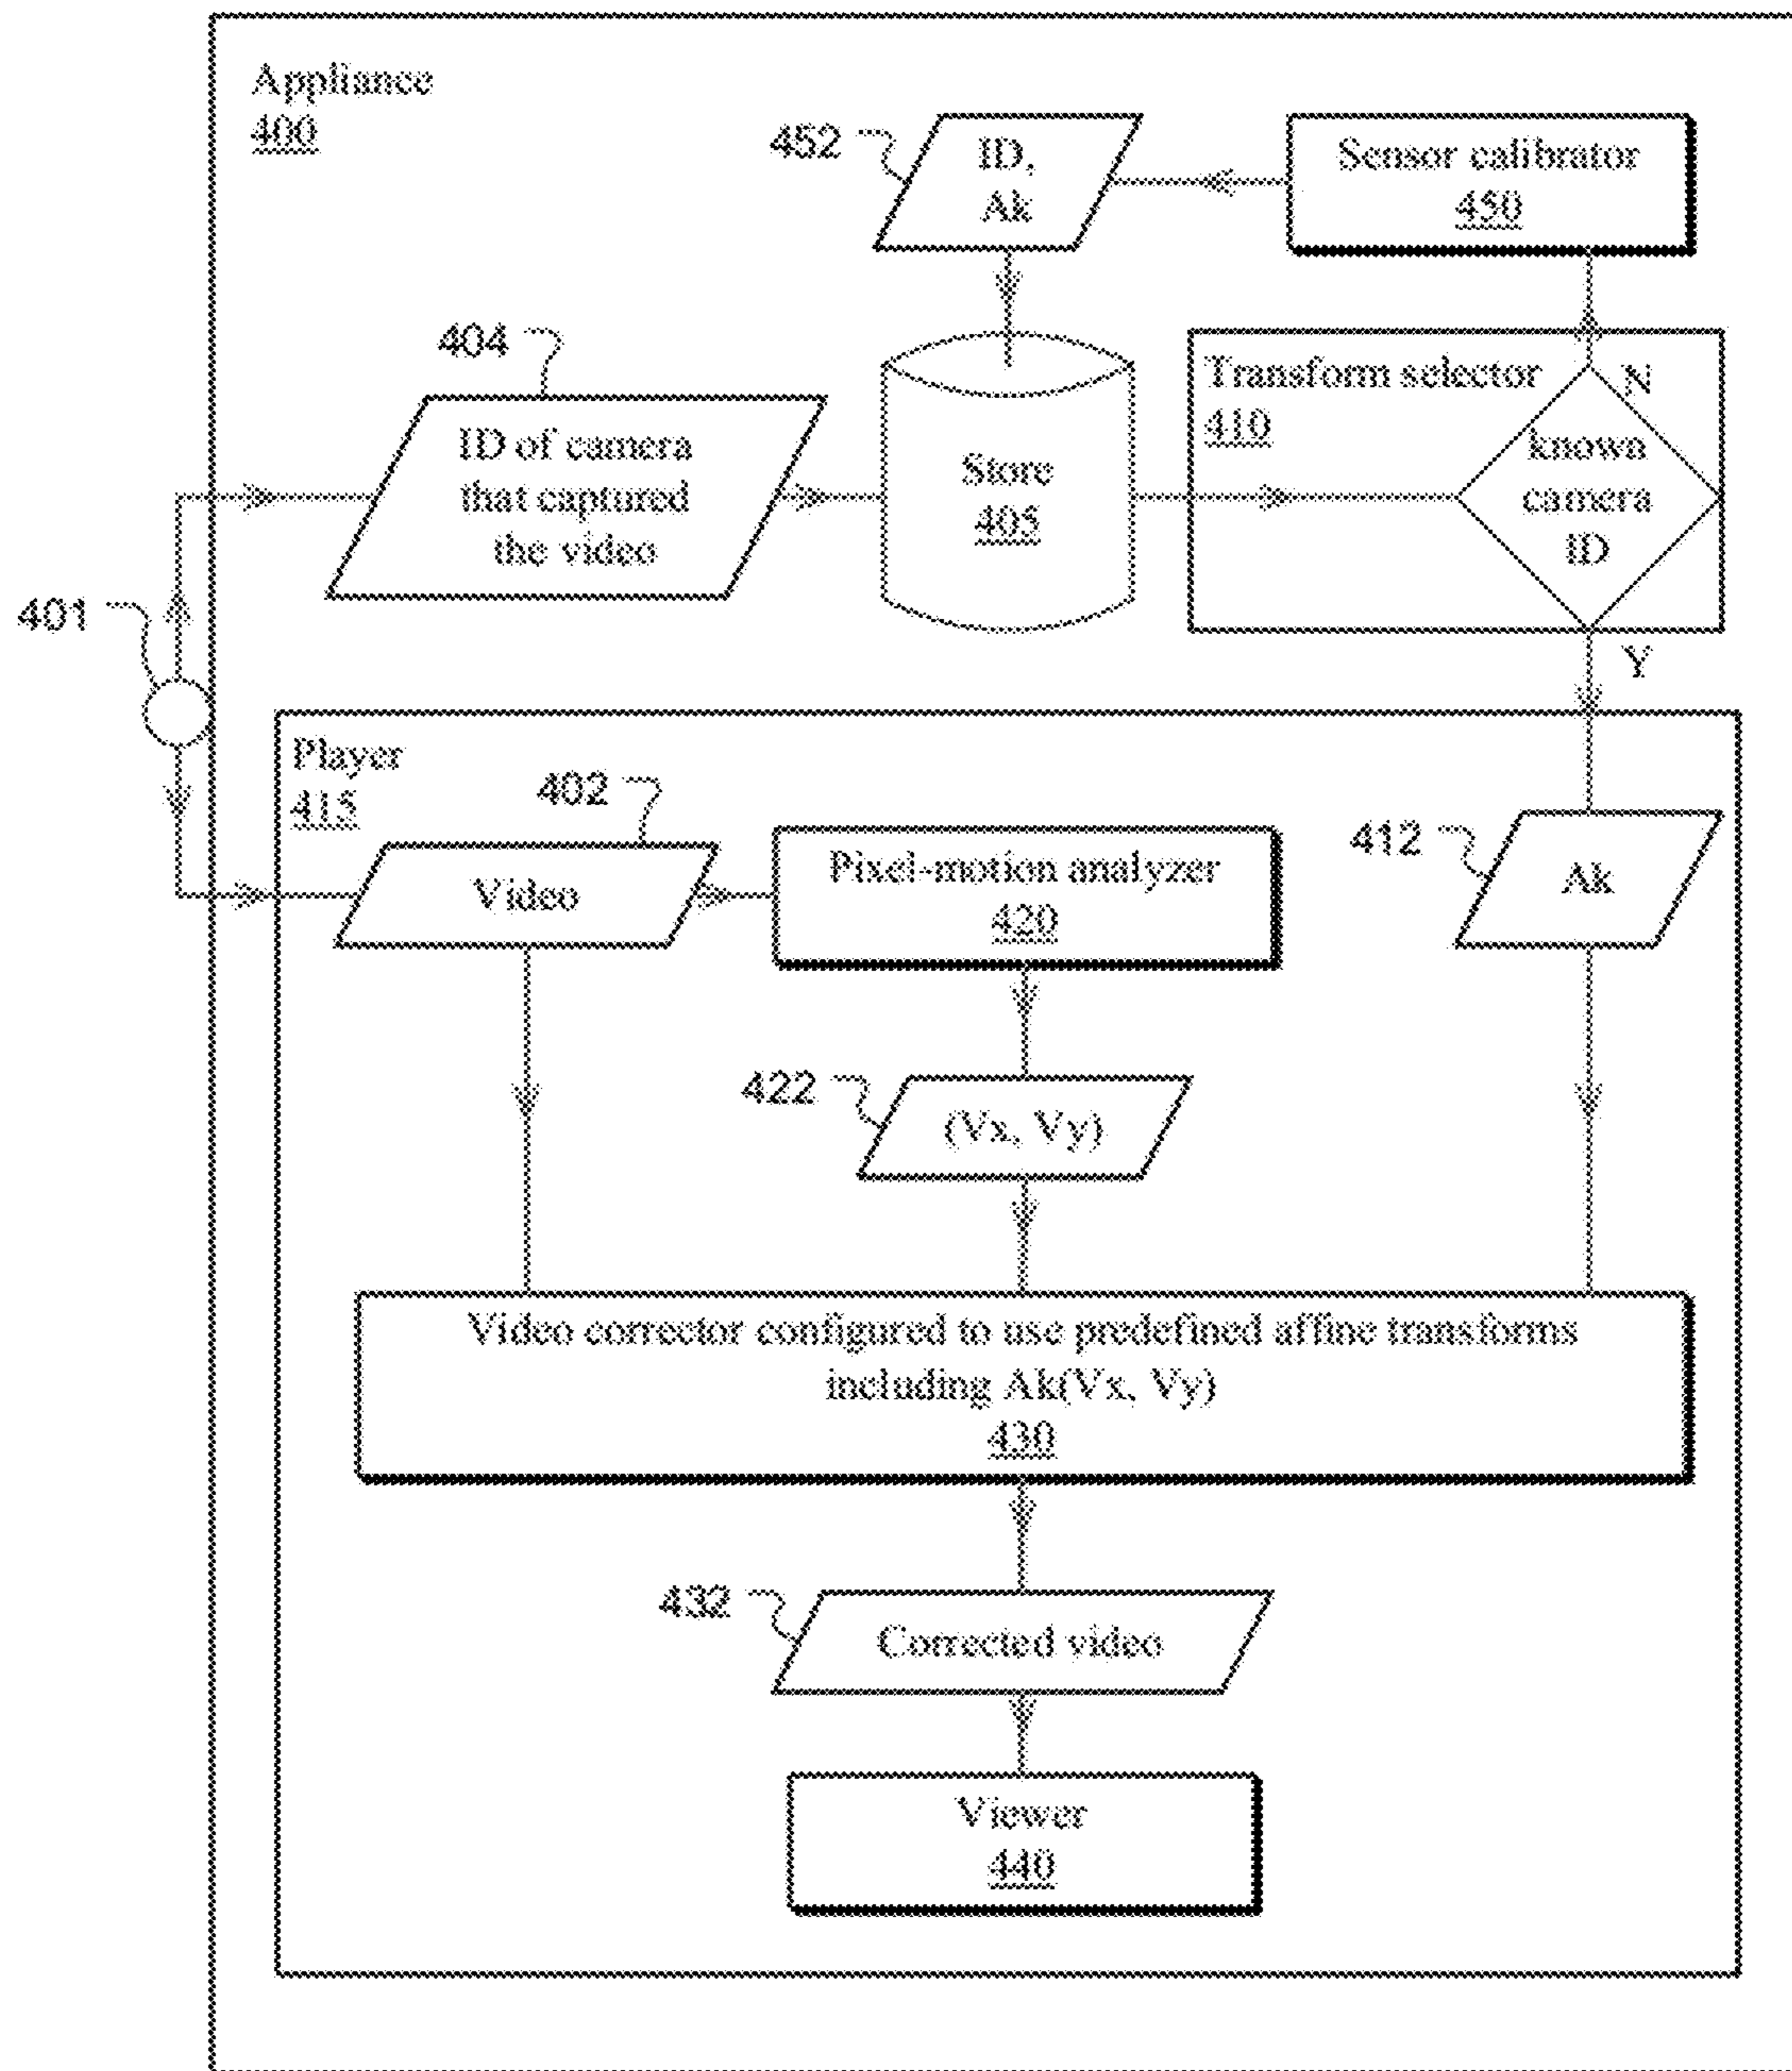 Appliance
400
452
ID,
Ak
Sensor calibrator
450
404
ID of camera
that captured
the video
Store
405
Transform selector
410
N
known
camera
ID
401
Y
Player
415
402
Video
Pixel-motion analyzer
420
412
Ak
422
(Vx, Vy)
Video corrector configured to use predefined affine transforms
including Ak(Vx, Vy)
430
432
Corrected video
Viewer
440